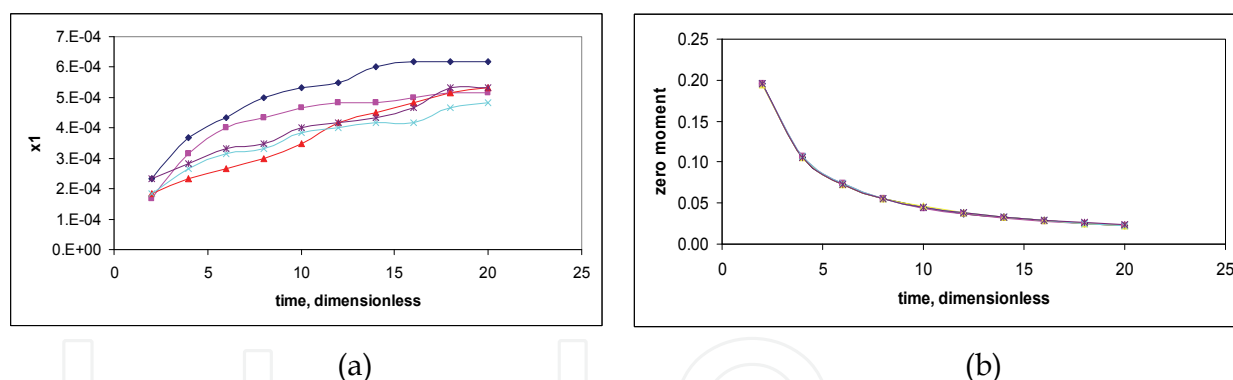 7.E-04
6.E-04
5.E-04
4.E-04
3.E-04
2.E-04
1.E-04
0.E+00
x1
0 5 10 15 20 25
time, dimensionless
(a)
0.25
0.20
0.15
0.10
0.05
0.00
zero moment
0 5 10 15 20 25
time, dimensionless
(b)